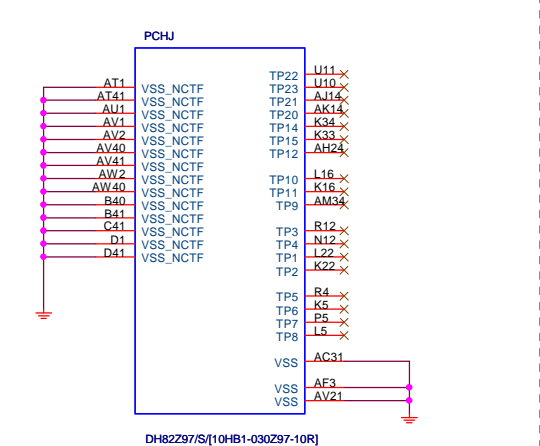 PCHJ
AT1 VSS_NCTF
AT41 VSS_NCTF
AU1 VSS_NCTF
AV1 VSS_NCTF
AV2 VSS_NCTF
AV40 VSS_NCTF
AV41 VSS_NCTF
AW2 VSS_NCTF
AW40 VSS_NCTF
B40 VSS_NCTF
B41 VSS_NCTF
C41 VSS_NCTF
D1 VSS_NCTF
D41 VSS_NCTF
TP22 U11
TP23 U10
TP21 AJ14
TP20 AK14
TP14 K34
TP15 K33
TP12 AH24
TP10 L16
TP11 K16
TP9 AM34
TP3 R12
TP4 N12
TP1 L22
TP2 K22
TP5 R4
TP6 K5
TP7 P5
TP8 L5
VSS AC31
VSS AF3
VSS AV21
DH82Z97/S/[10HB1-030Z97-10R]